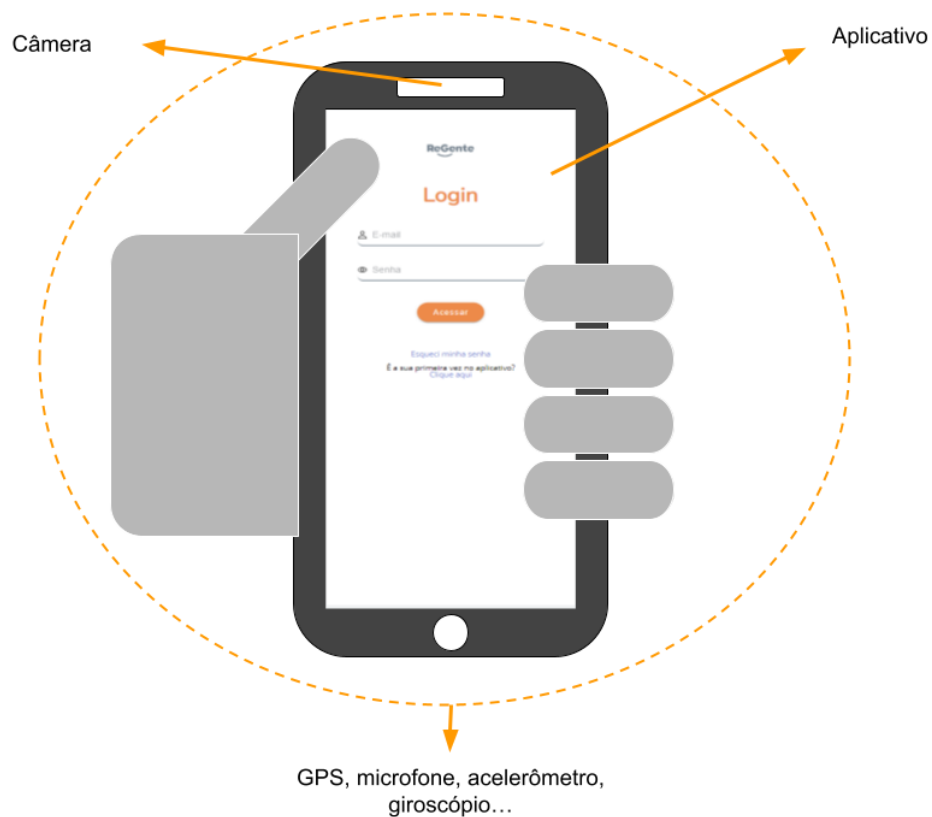 Câmera
Aplicativo
ReGente
Login
E-mail
Senha
Acessar
Esqueci minha senha
É a sua primeira vez no aplicativo?
Clique aqui
GPS, microfone, acelerômetro,
giroscópio…